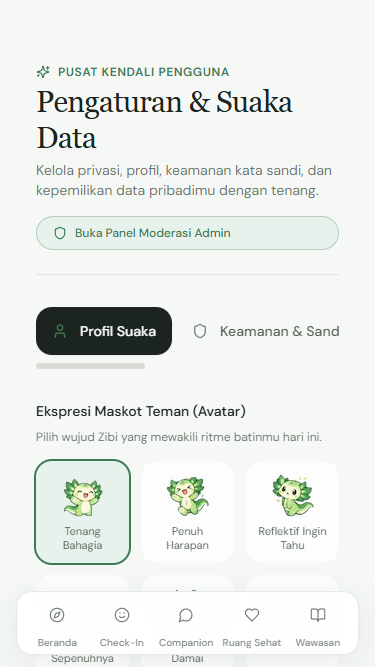 PUSAT KENDALI PENGGUNA
Pengaturan & Suaka
Data
Kelola privasi, profil, keamanan kata sandi, dan
kepemilikan data pribadimu dengan tenang.
Buka Panel Moderasi Admin
Profil Suaka
Keamanan & Sand
Ekspresi Maskot Teman (Avatar)
Pilih wujud Zibi yang mewakili ritme batinmu hari ini.
Tenang
Bahagia
Penuh
Harapan
Reflektif Ingin
Tahu
Beranda
Check-In
Companion
Ruang Sehat
Wawasan
Sepenuhnya
Damai